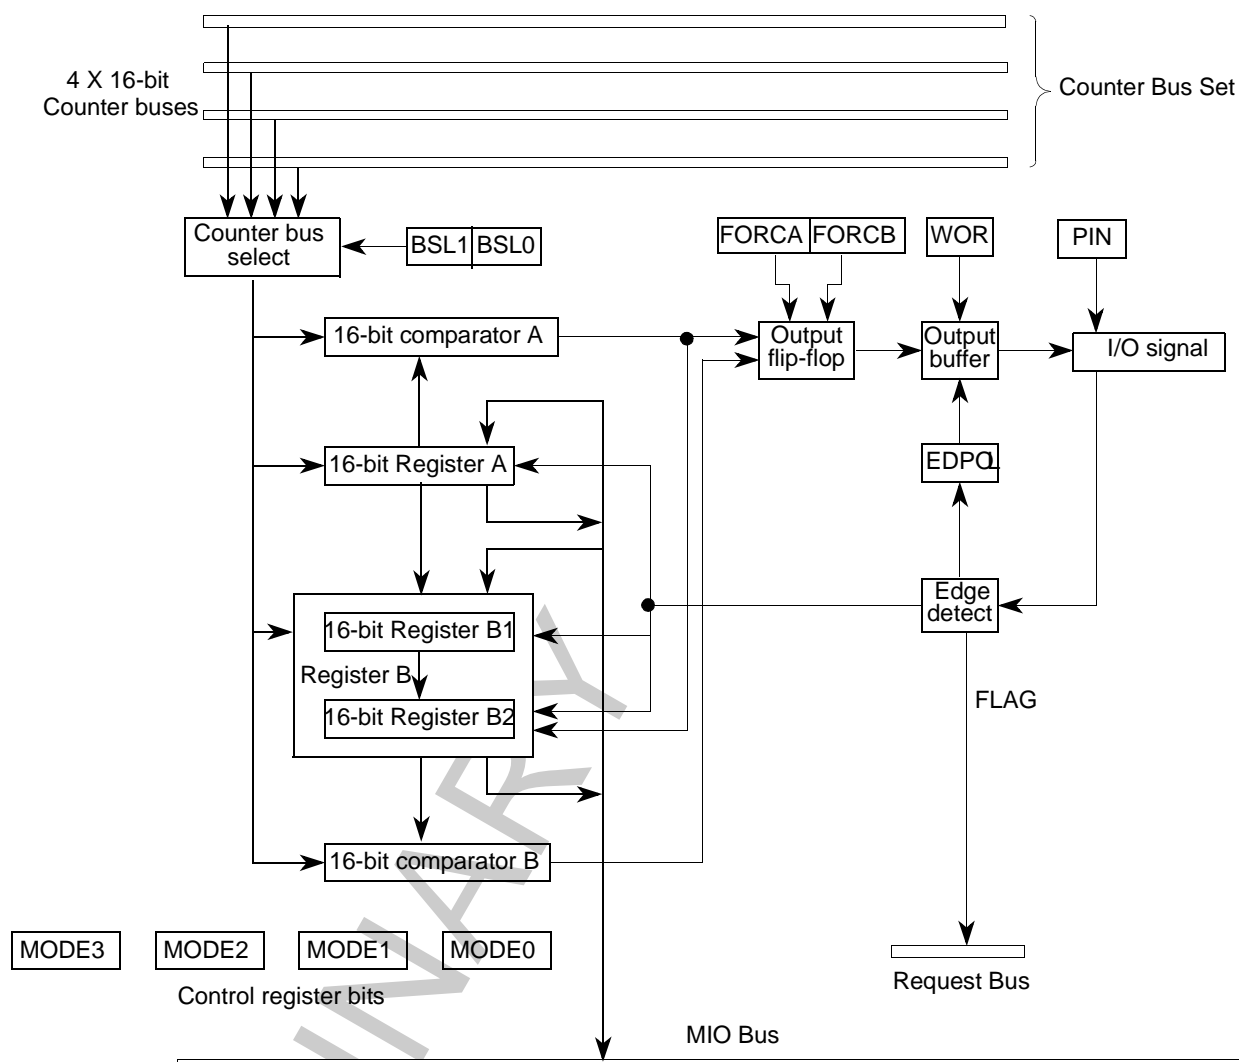 4 X 16-bit
Counter buses
Counter Bus Set
Counter bus
select
BSL1 BSL0
FORCA FORCB
WOR
PIN
16-bit comparator A
Output
flip-flop
Output
buffer
I/O signal
16-bit Register A
EDPOL
Edge
detect
16-bit Register B1
Register B
16-bit Register B2
FLAG
16-bit comparator B
MODE3 MODE2 MODE1 MODE0
Control register bits
Request Bus
MIO Bus
INARY